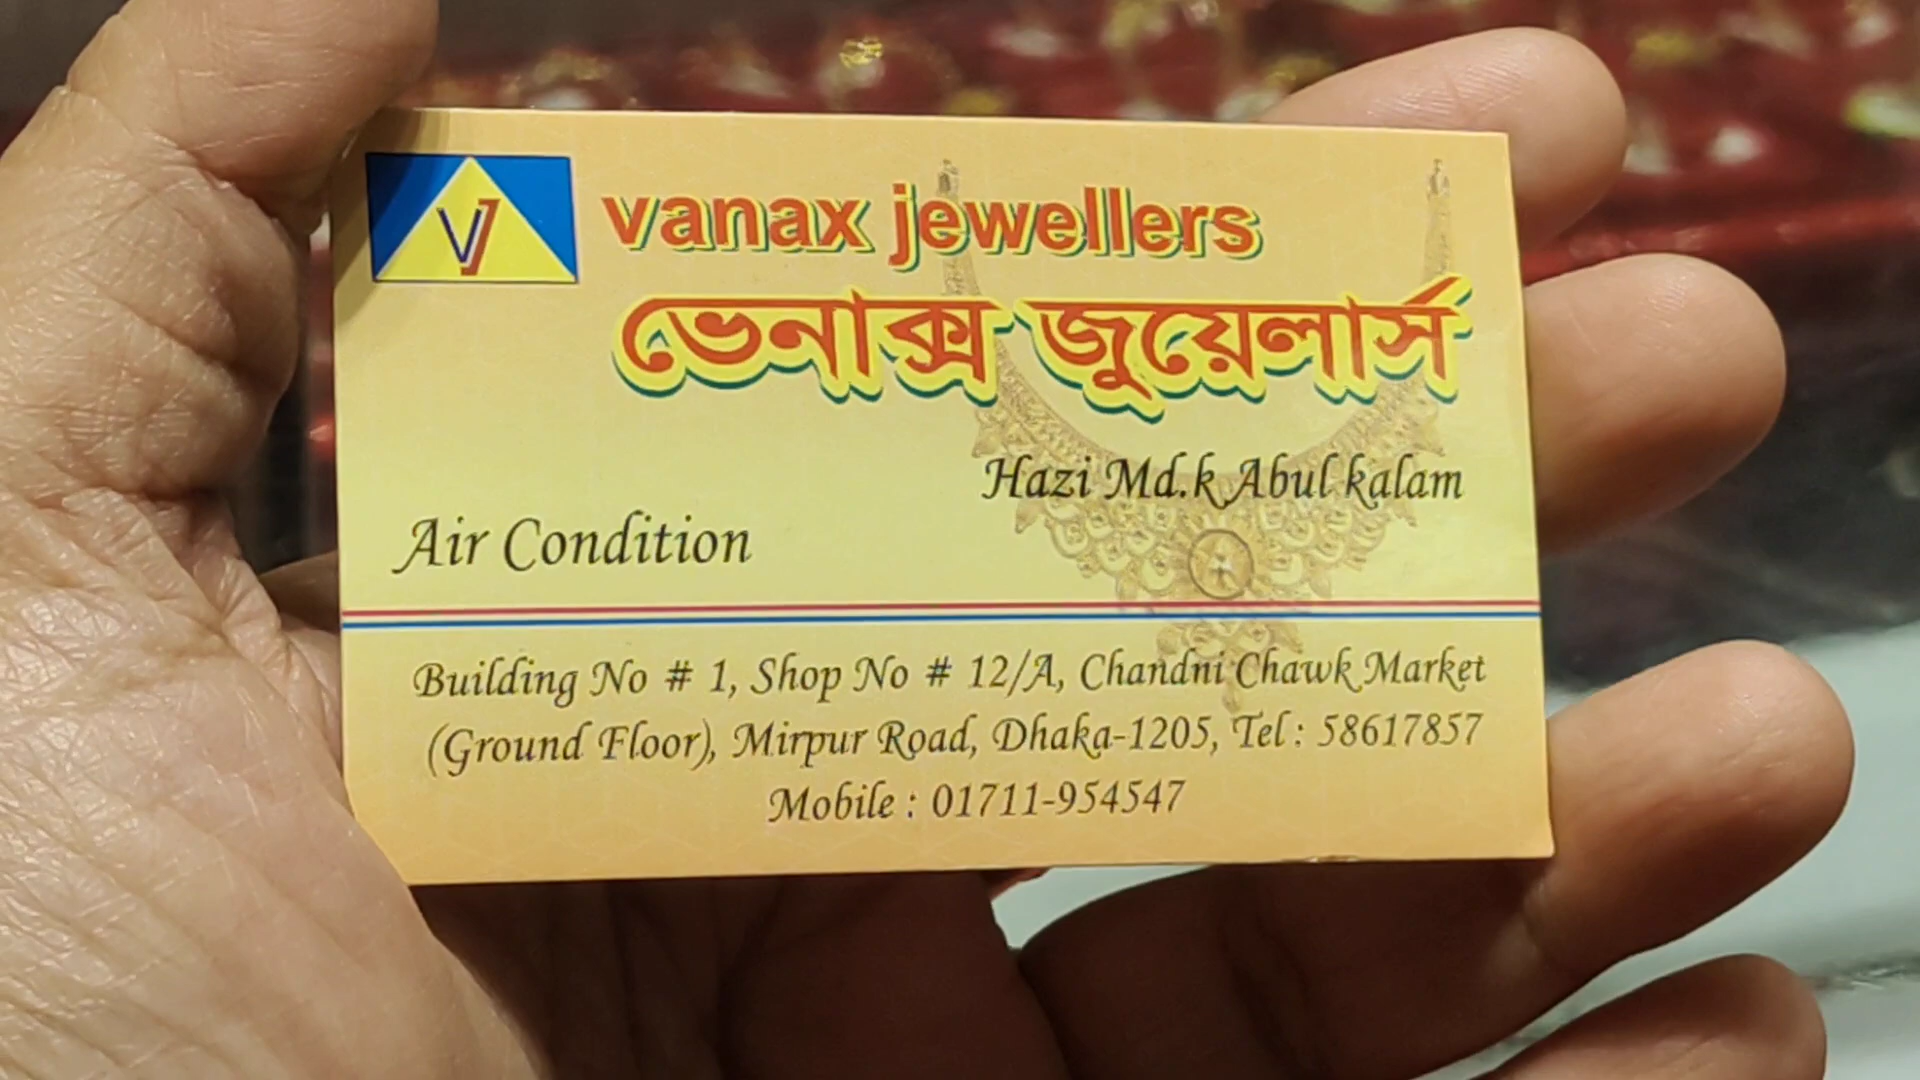 VJ
vanax jewellers
ভেনাক্স জুয়েলার্স
Hazi Md.k Abul kalam
Air Condition
Building No # 1, Shop No # 12/A, Chandni Chawk Market
(Ground Floor), Mirpur Road, Dhaka-1205, Tel : 58617857
Mobile : 01711-954547